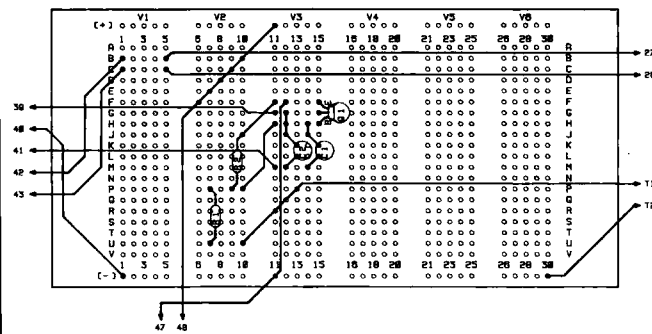 V1 V2 V3 V4 V5 V6
(+)
1 3 5 6 8 10 11 13 15 16 18 20 21 23 25 26 28 30
A A
B B 27
C C
D D
E E
F F
39 G G
H H
40 J J
K K
41 L L
42 M M
N N
43 P P T1
Q Q
R R
S S
T T
U U
V V
(-)
1 3 5 6 8 10 11 13 15 16 18 20 21 23 25 26 28 30
47 48